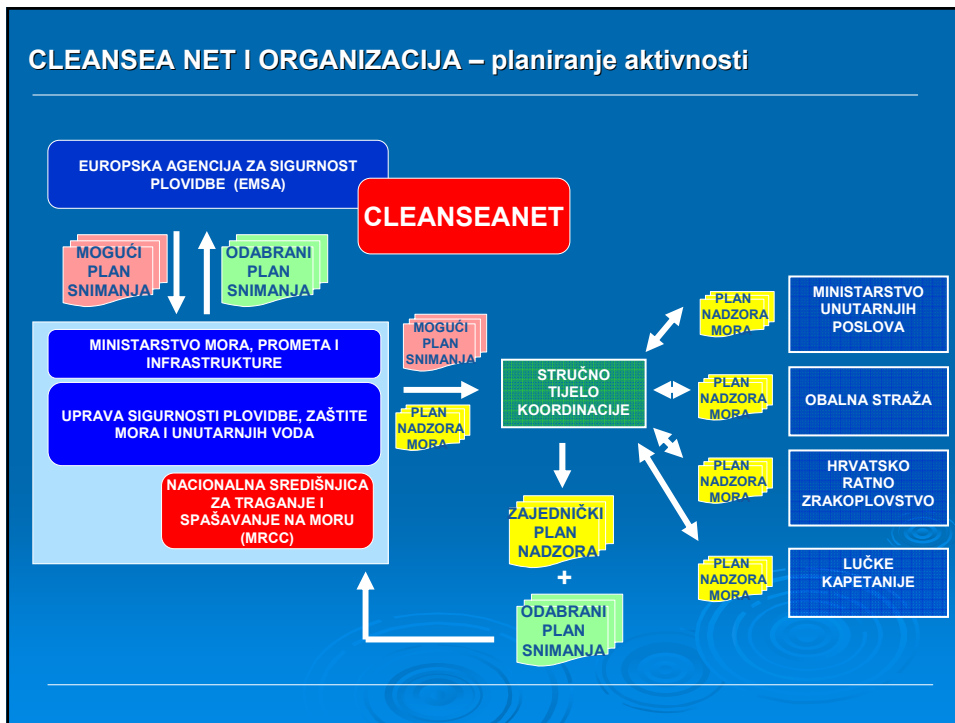 CLEANSEA NET I ORGANIZACIJA – planiranje aktivnosti
EUROPSKA AGENCIJA ZA SIGURNOST
PLOVIDBE (EMSA)
CLEANSEANET
MOGUĆI
PLAN
SNIMANJA
ODABRANI
PLAN
SNIMANJA
MINISTARSTVO MORA, PROMETA I
INFRASTRUKTURE
UPRAVA SIGURNOSTI PLOVIDBE, ZAŠTITE
MORA I UNUTARNJIH VODA
NACIONALNA SREDIŠNJICA
ZA TRAGANJE I
SPAŠAVANJE NA MORU
(MRCC)
MOGUĆI
PLAN
SNIMANJA
PLAN
NADZORA
MORA
STRUČNO
TIJELO
KOORDINACIJE
ZAJEDNIČKI
PLAN
NADZORA
+
ODABRANI
PLAN
SNIMANJA
PLAN
NADZORA
MORA
MINISTARSTVO
UNUTARNJIH
POSLOVA
PLAN
NADZORA
MORA
OBALNA STRAŽA
PLAN
NADZORA
MORA
HRVATSKO
RATNO
ZRAKOPLOVSTVO
PLAN
NADZORA
MORA
LUČKE
KAPETANIJE